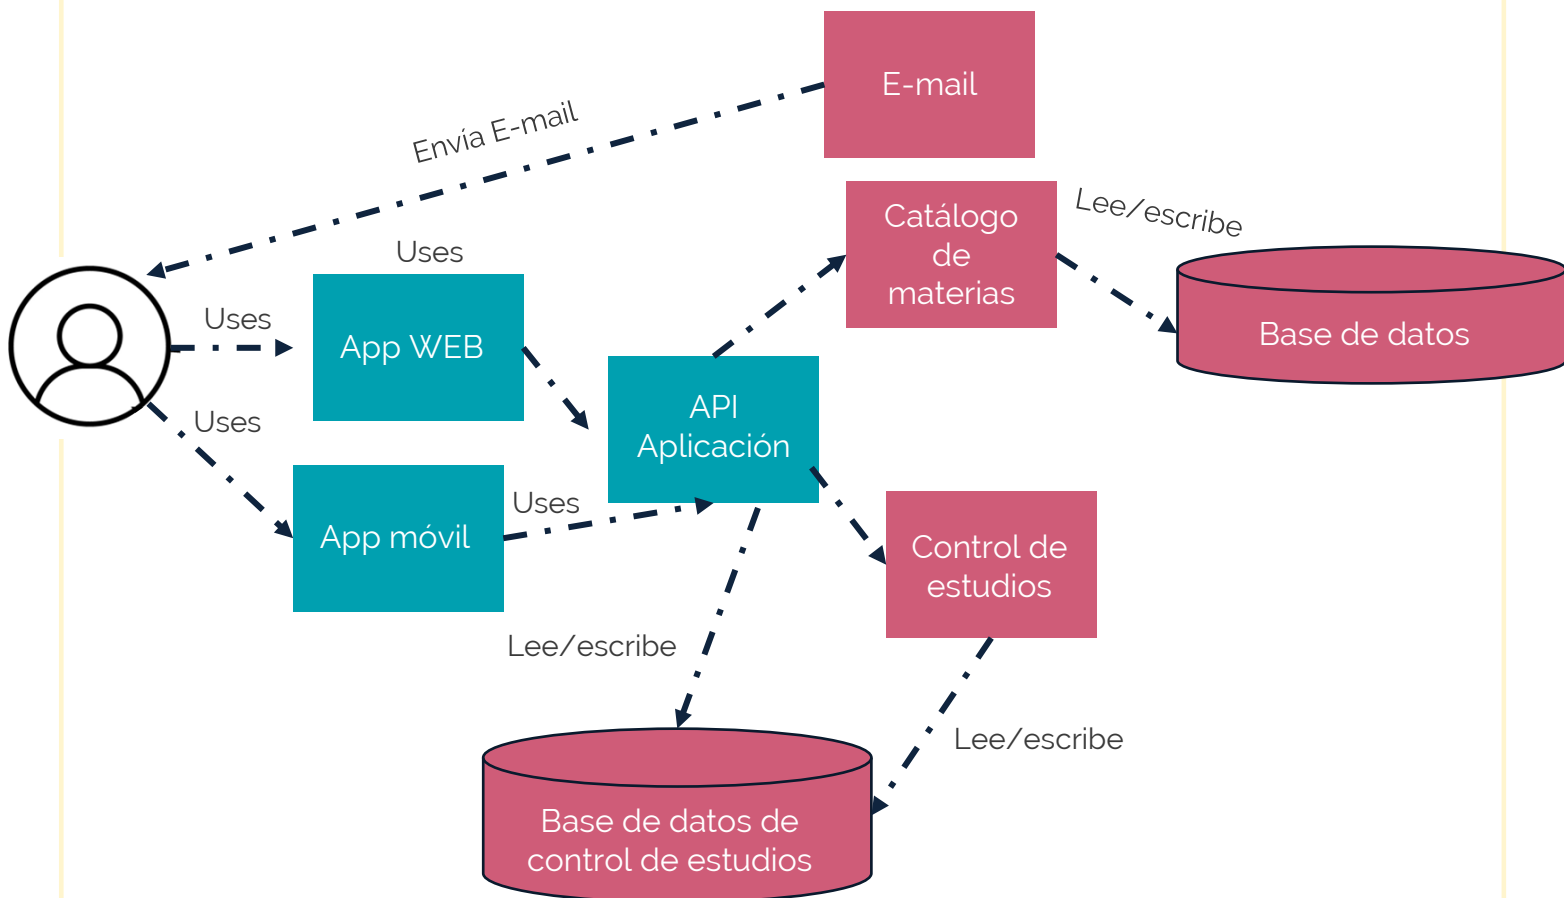 E-mail
Envía E-mail
Catálogo
de
materias
Lee/escribe
Uses
Uses
App WEB
Base de datos
API
Aplicación
Uses
App móvil
Uses
Control de
estudios
Lee/escribe
Lee/escribe
Base de datos de
control de estudios